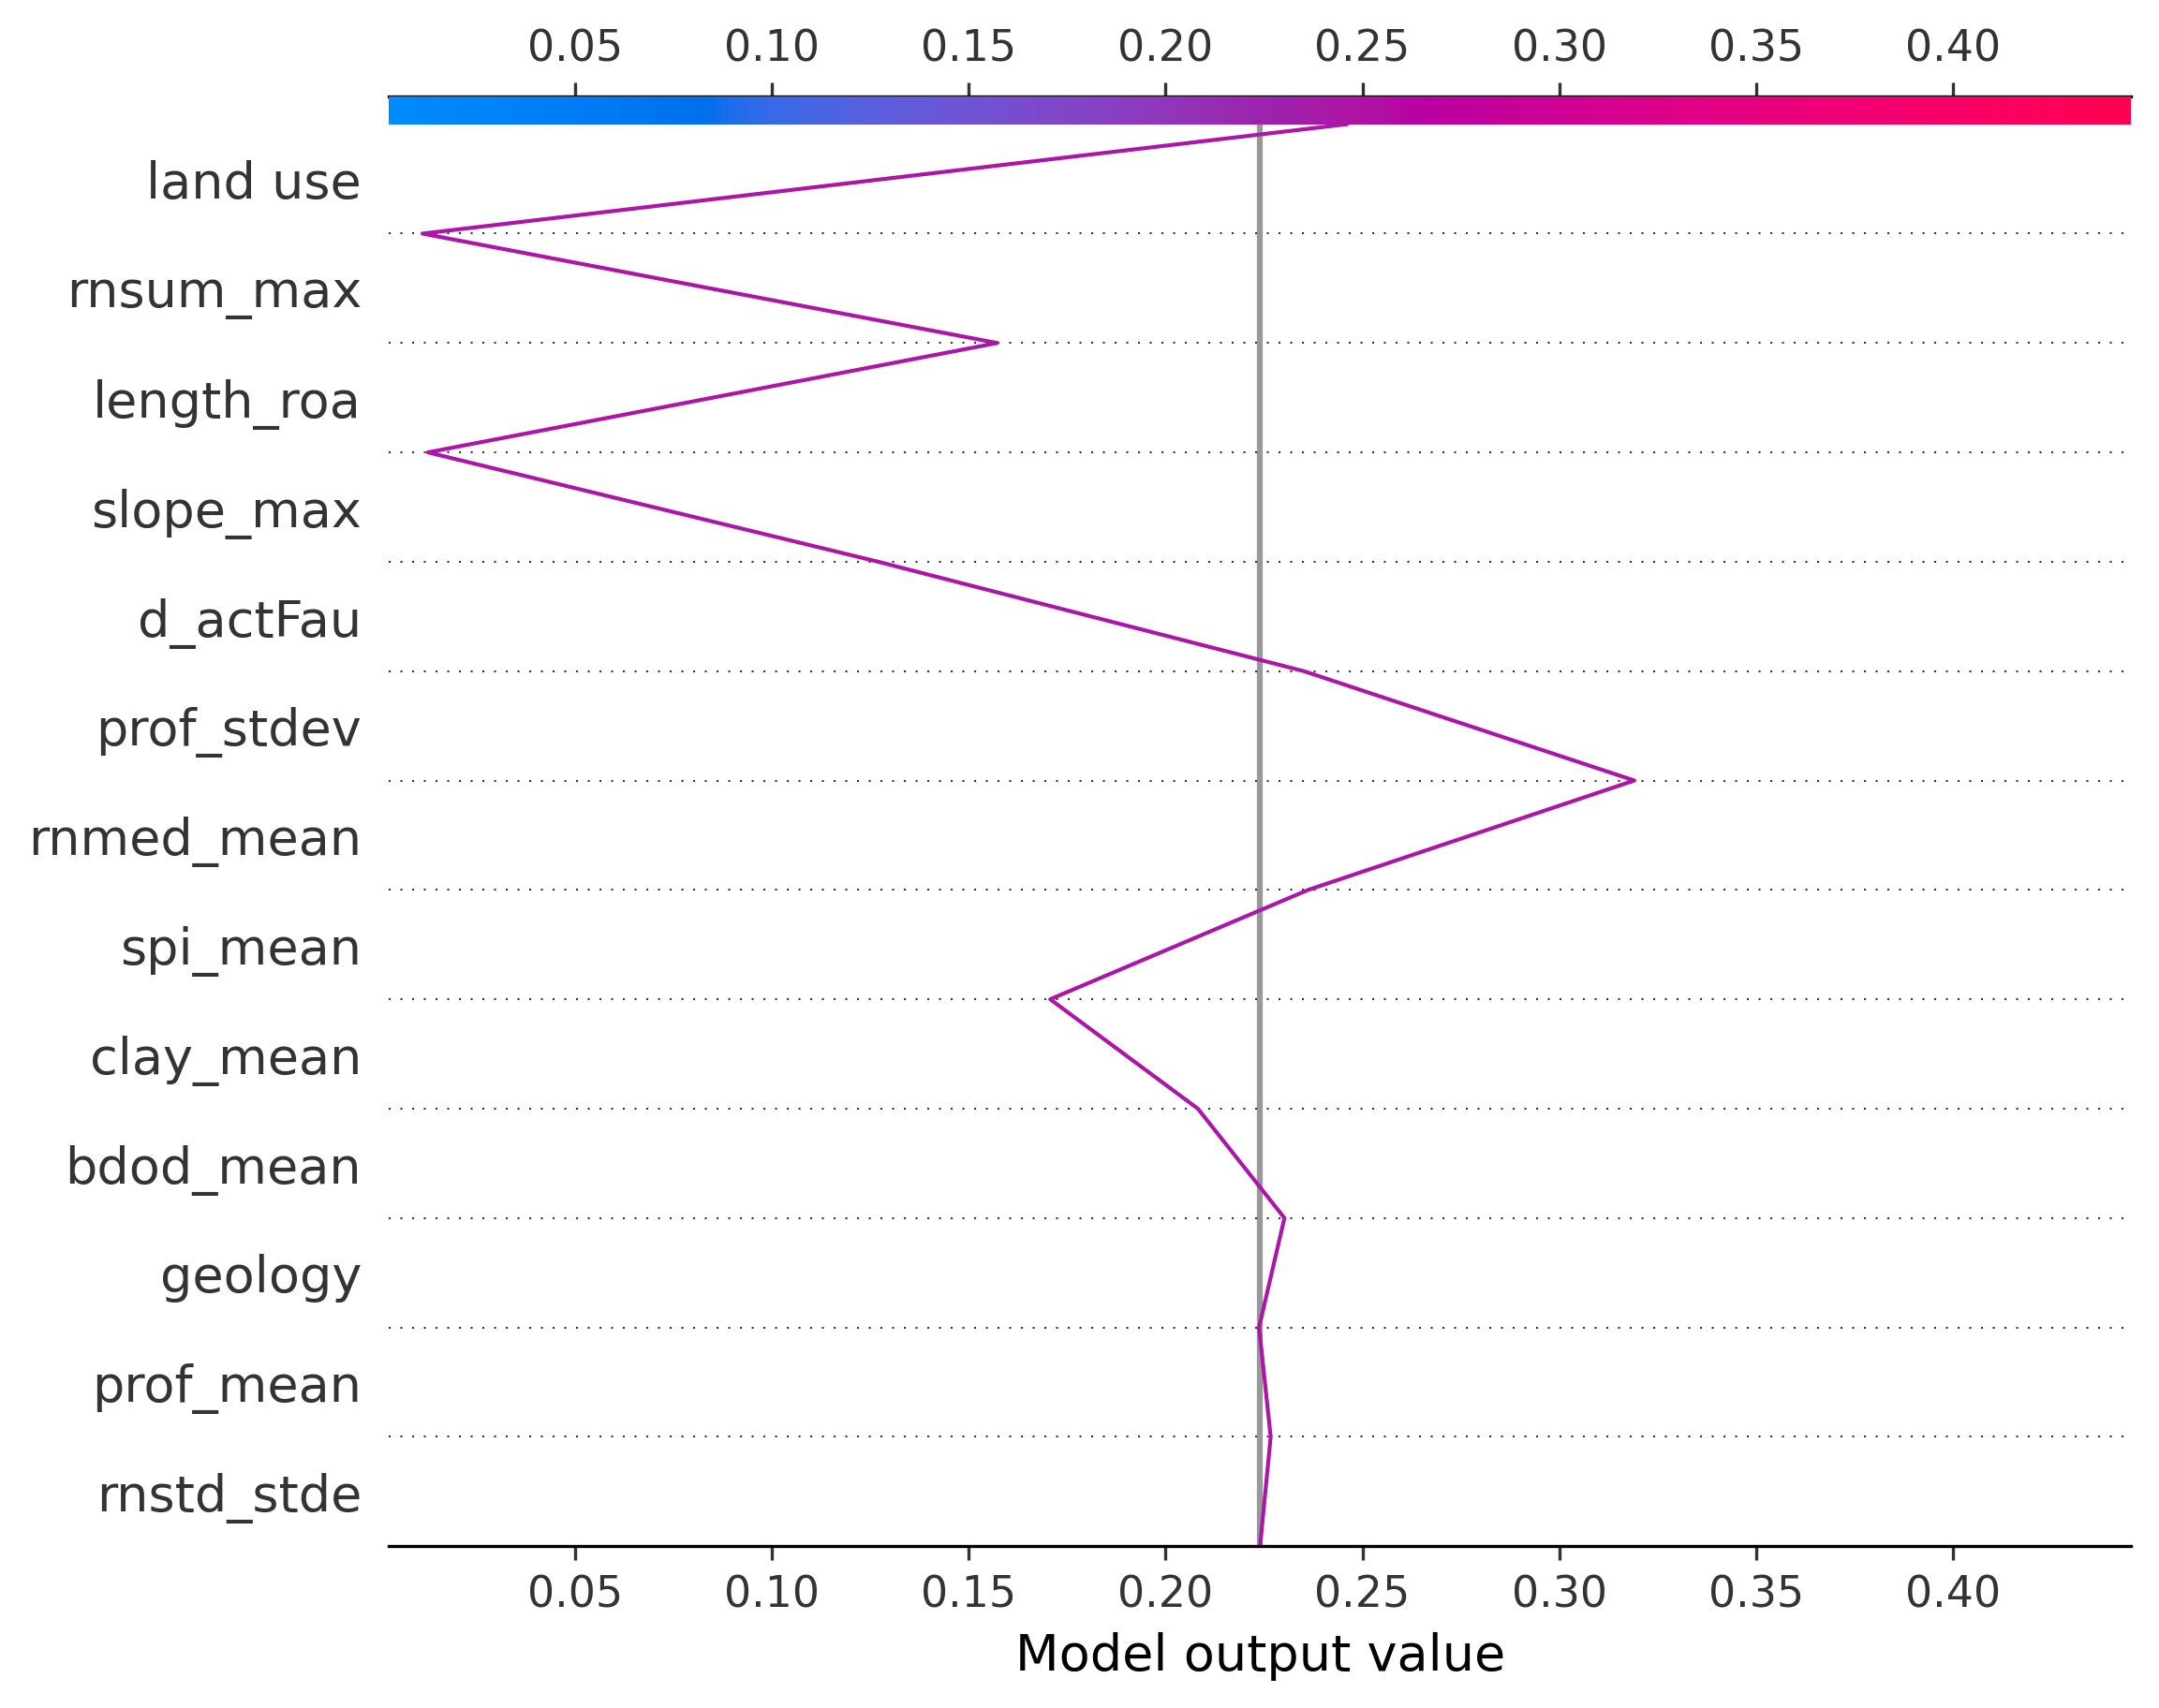 0.05 0.10 0.15 0.20 0.25 0.30 0.35 0.40
land use
rnsum_max
length_roa
slope_max
d_actFau
prof_stdev
rnmed_mean
spi_mean
clay_mean
bdod_mean
geology
prof_mean
rnstd_stde
0.05 0.10 0.15 0.20 0.25 0.30 0.35 0.40
Model output value